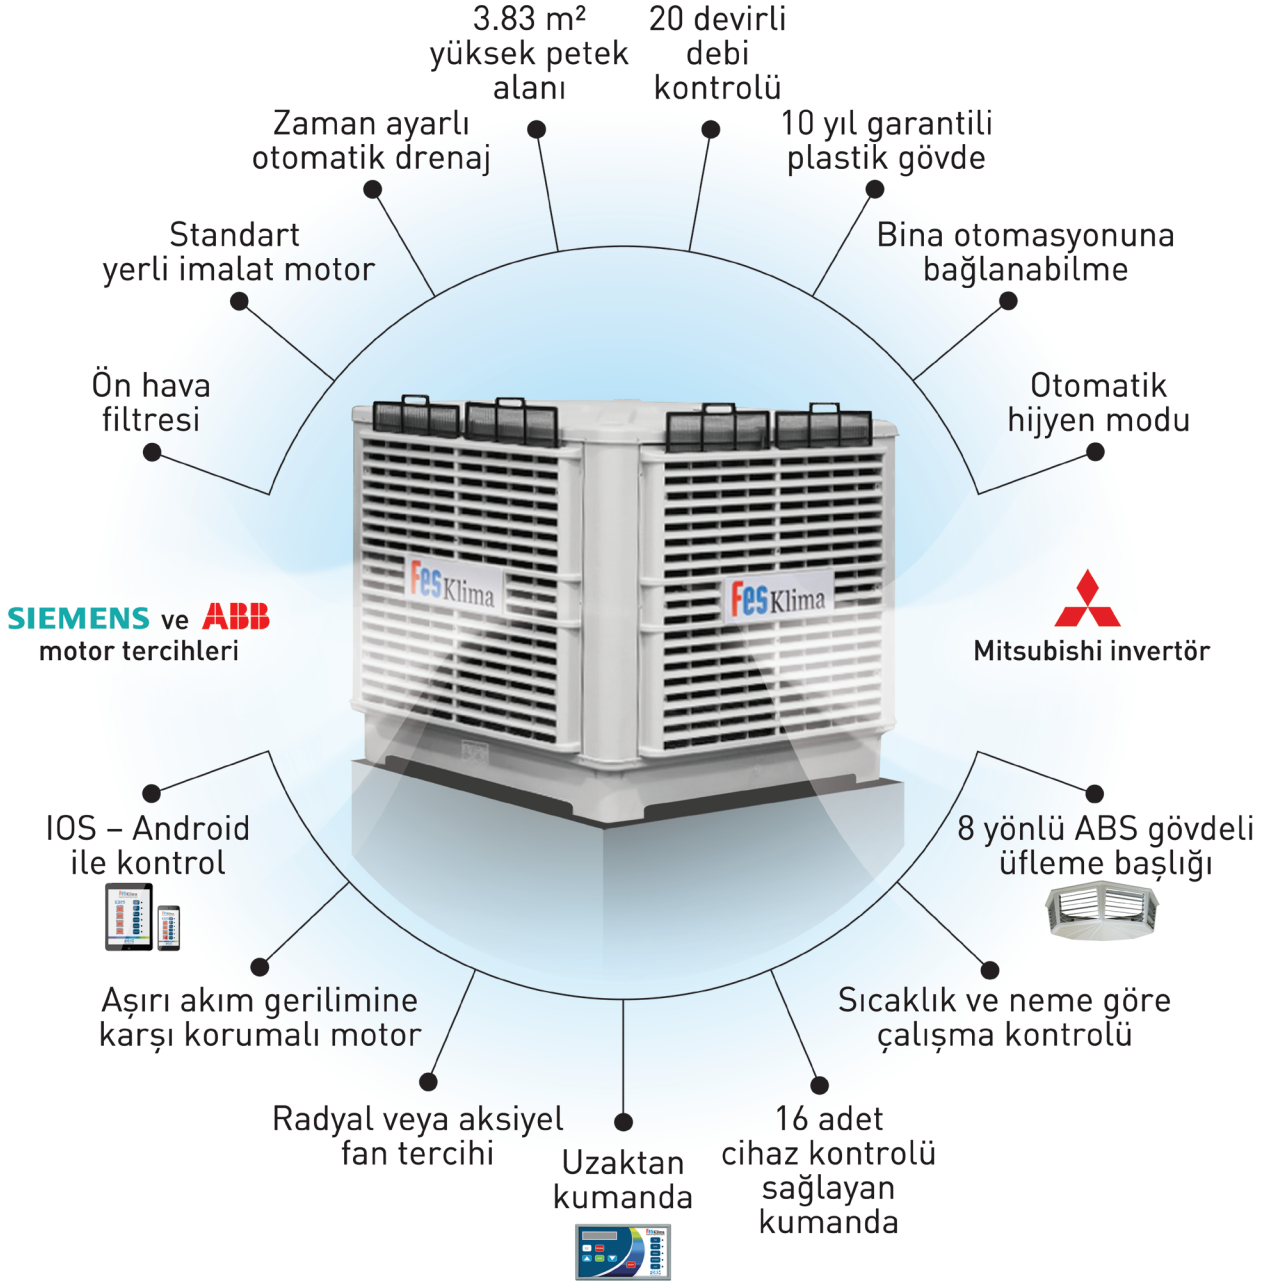 3.83 m²
yüksek petek
alanı
20 devirli
debi
kontrolü
Zaman ayarlı
otomatik drenaj
10 yıl garantili
plastik gövde
Standart
yerli imalat motor
Bina otomasyonuna
bağlanabilme
Ön hava
filtresi
Otomatik
hijyen modu
Fes Klima
Fes Klima
SIEMENS ve ABB
motor tercihleri
Mitsubishi invertör
IOS – Android
ile kontrol
8 yönlü ABS gövdeli
üfleme başlığı
Aşırı akım gerilimine
karşı korumalı motor
Sıcaklık ve neme göre
çalışma kontrolü
Radyal veya aksiyel
fan tercihi
Uzaktan
kumanda
16 adet
cihaz kontrolü
sağlayan
kumanda